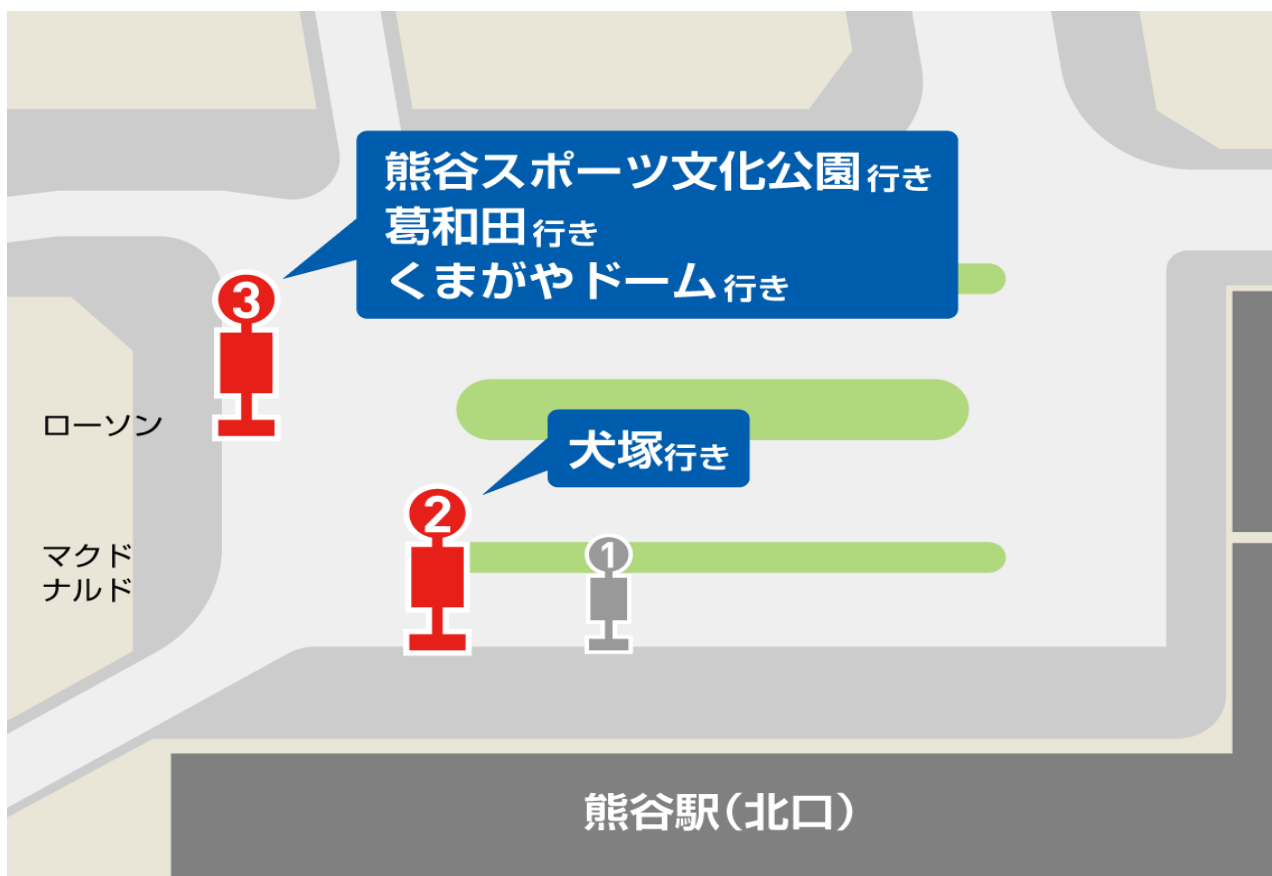 熊谷スポーツ文化公園行き
葛和田行き
くまがやドーム行き
3
ローソン
犬塚行き
2
1
マクド
ナルド
熊谷駅(北口)